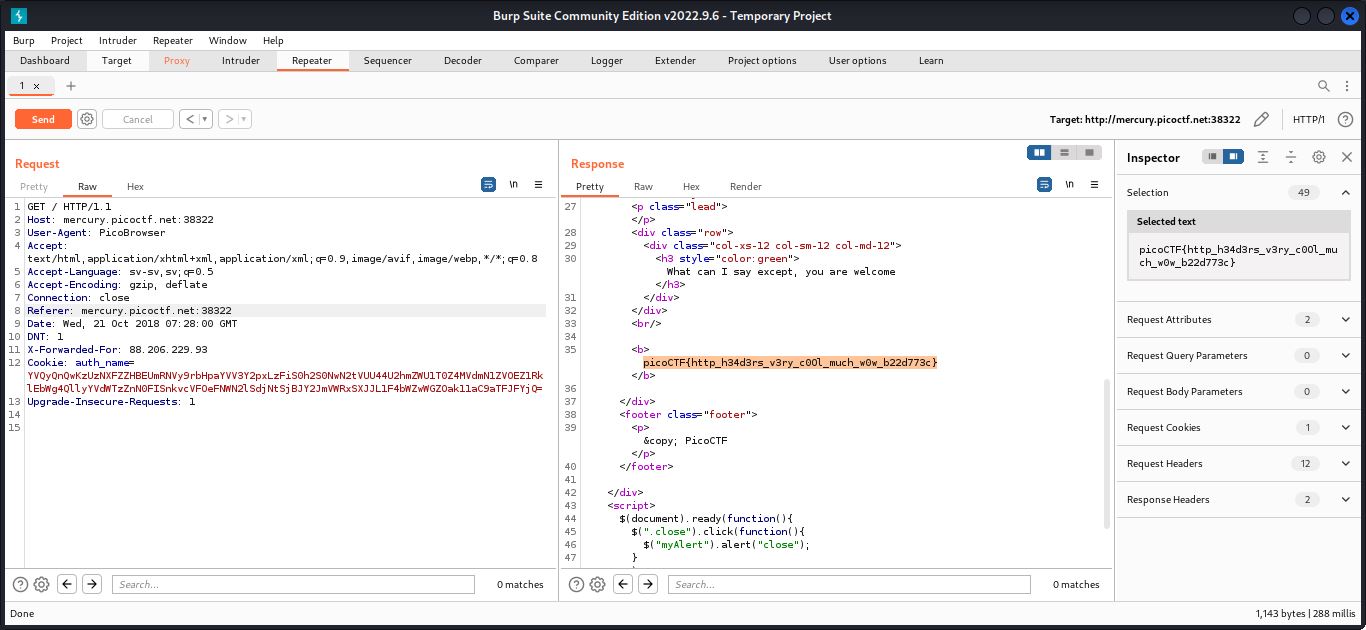 Burp Suite Community Edition v2022.9.6 - Temporary Project
Burp Project Intruder Repeater Window Help
Dashboard Target Proxy Intruder Repeater Sequencer Decoder Comparer Logger Extender Project options User options Learn
1 × +
Send Cancel < > Target: http://mercury.picoctf.net:38322 HTTP/1
Request
Pretty Raw Hex \n
1 GET / HTTP/1.1
2 Host: mercury.picoctf.net:38322
3 User-Agent: PicoBrowser
4 Accept:
text/html,application/xhtml+xml,application/xml;q=0.9,image/avif,image/webp,*/*;q=0.8
5 Accept-Language: sv-sv,sv;q=0.5
6 Accept-Encoding: gzip, deflate
7 Connection: close
8 Referer: mercury.picoctf.net:38322
9 Date: Wed, 21 Oct 2018 07:28:00 GMT
10 DNT: 1
11 X-Forwarded-For: 88.206.229.93
12 Cookie: auth_name=
13 Upgrade-Insecure-Requests: 1
14
15
Search... 0 matches
Response
Pretty Raw Hex Render \n
27 <p class="lead">
</p>
28 <div class="row">
29 <div class="col-xs-12 col-sm-12 col-md-12">
30 <h3 style="color:green">
What can I say except, you are welcome
</h3>
31 </div>
32 </div>
33 <br/>
34
35 <b>
picoCTF{http_h34d3rs_v3ry_c0Ol_much_w0w_b22d773c}
</b>
36
37 </div>
38 <footer class="footer">
39 <p>
&copy; PicoCTF
</p>
40 </footer>
41
42 </div>
43 <script>
44 $(document).ready(function(){
45 $(".close").click(function(){
46 $("myAlert").alert("close");
47 }
Search... 0 matches
Inspector
Selection 49
Selected text
picoCTF{http_h34d3rs_v3ry_c0Ol_mu
ch_w0w_b22d773c}
Request Attributes 2
Request Query Parameters 0
Request Body Parameters 0
Request Cookies 1
Request Headers 12
Response Headers 2
Done 1,143 bytes | 288 millis